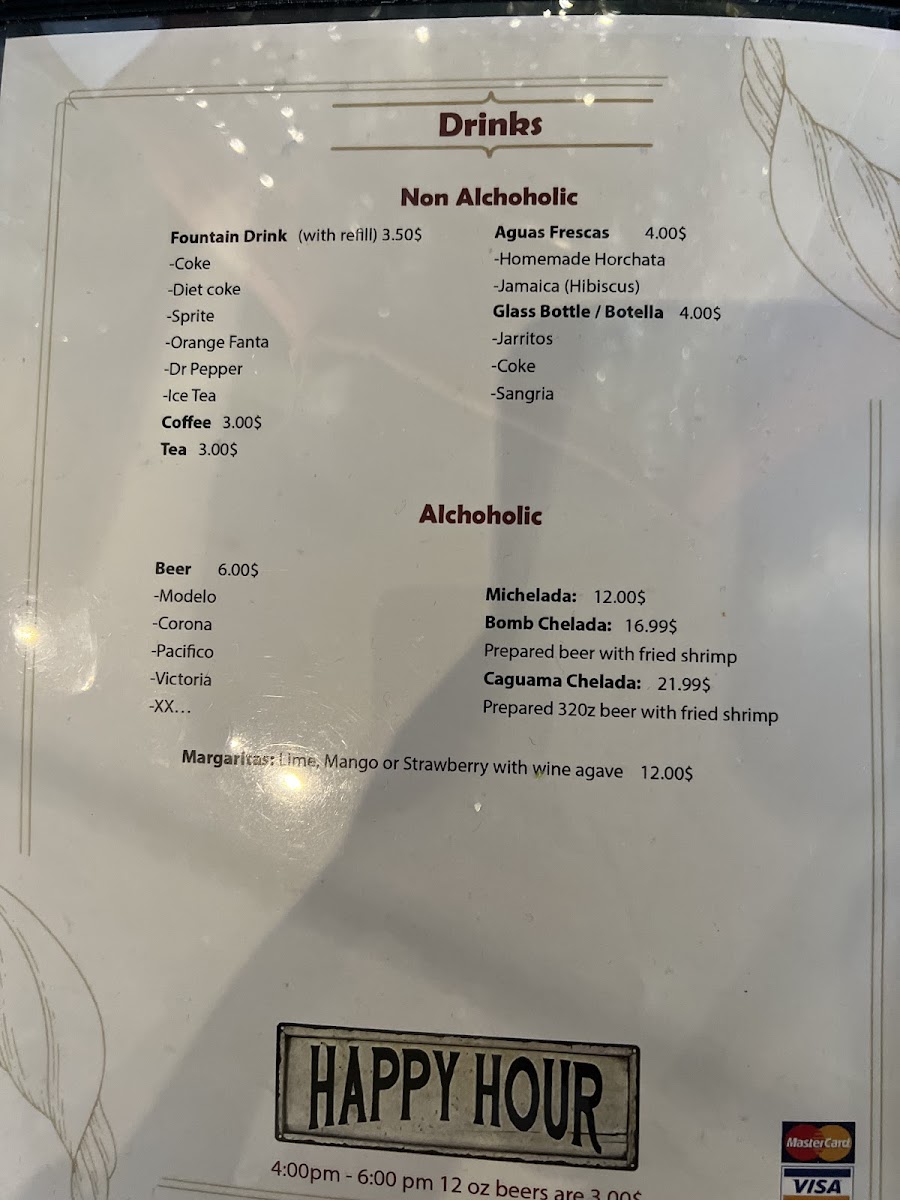 Drinks
Non Alchoholic
Fountain Drink (with refill) 3.50$
-Coke
-Diet coke
-Sprite
-Orange Fanta
-Dr Pepper
-Ice Tea
Coffee 3.00$
Tea 3.00$
Aguas Frescas 4.00$
-Homemade Horchata
-Jamaica (Hibiscus)
Glass Bottle / Botella 4.00$
-Jarritos
-Coke
-Sangria
Alchoholic
Beer 6.00$
-Modelo
-Corona
-Pacifico
-Victoria
-XX...
Michelada: 12.00$
Bomb Chelada: 16.99$
Prepared beer with fried shrimp
Caguama Chelada: 21.99$
Prepared 320z beer with fried shrimp
Margaritas: Lime, Mango or Strawberry with wine agave 12.00$
HAPPY HOUR
4:00pm - 6:00 pm 12 oz beers are 3.00$
MasterCard
VISA